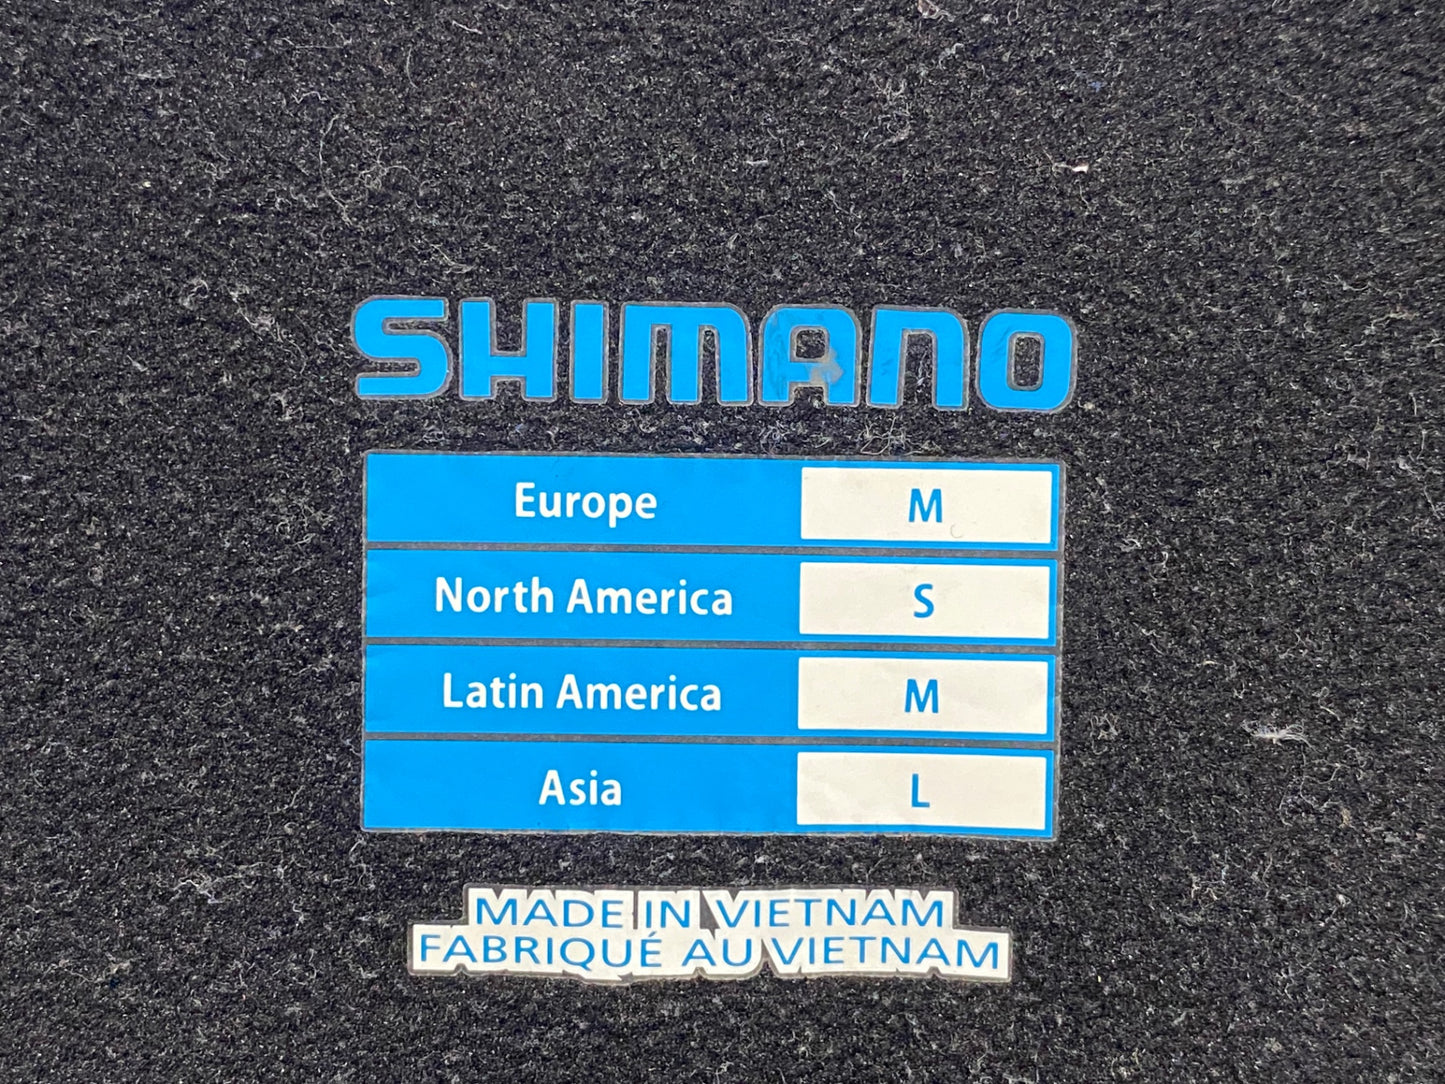 SHIMANO
Europe M
North America S
Latin America M
Asia L
MADE IN VIETNAM
FABRIQUÉ AU VIETNAM